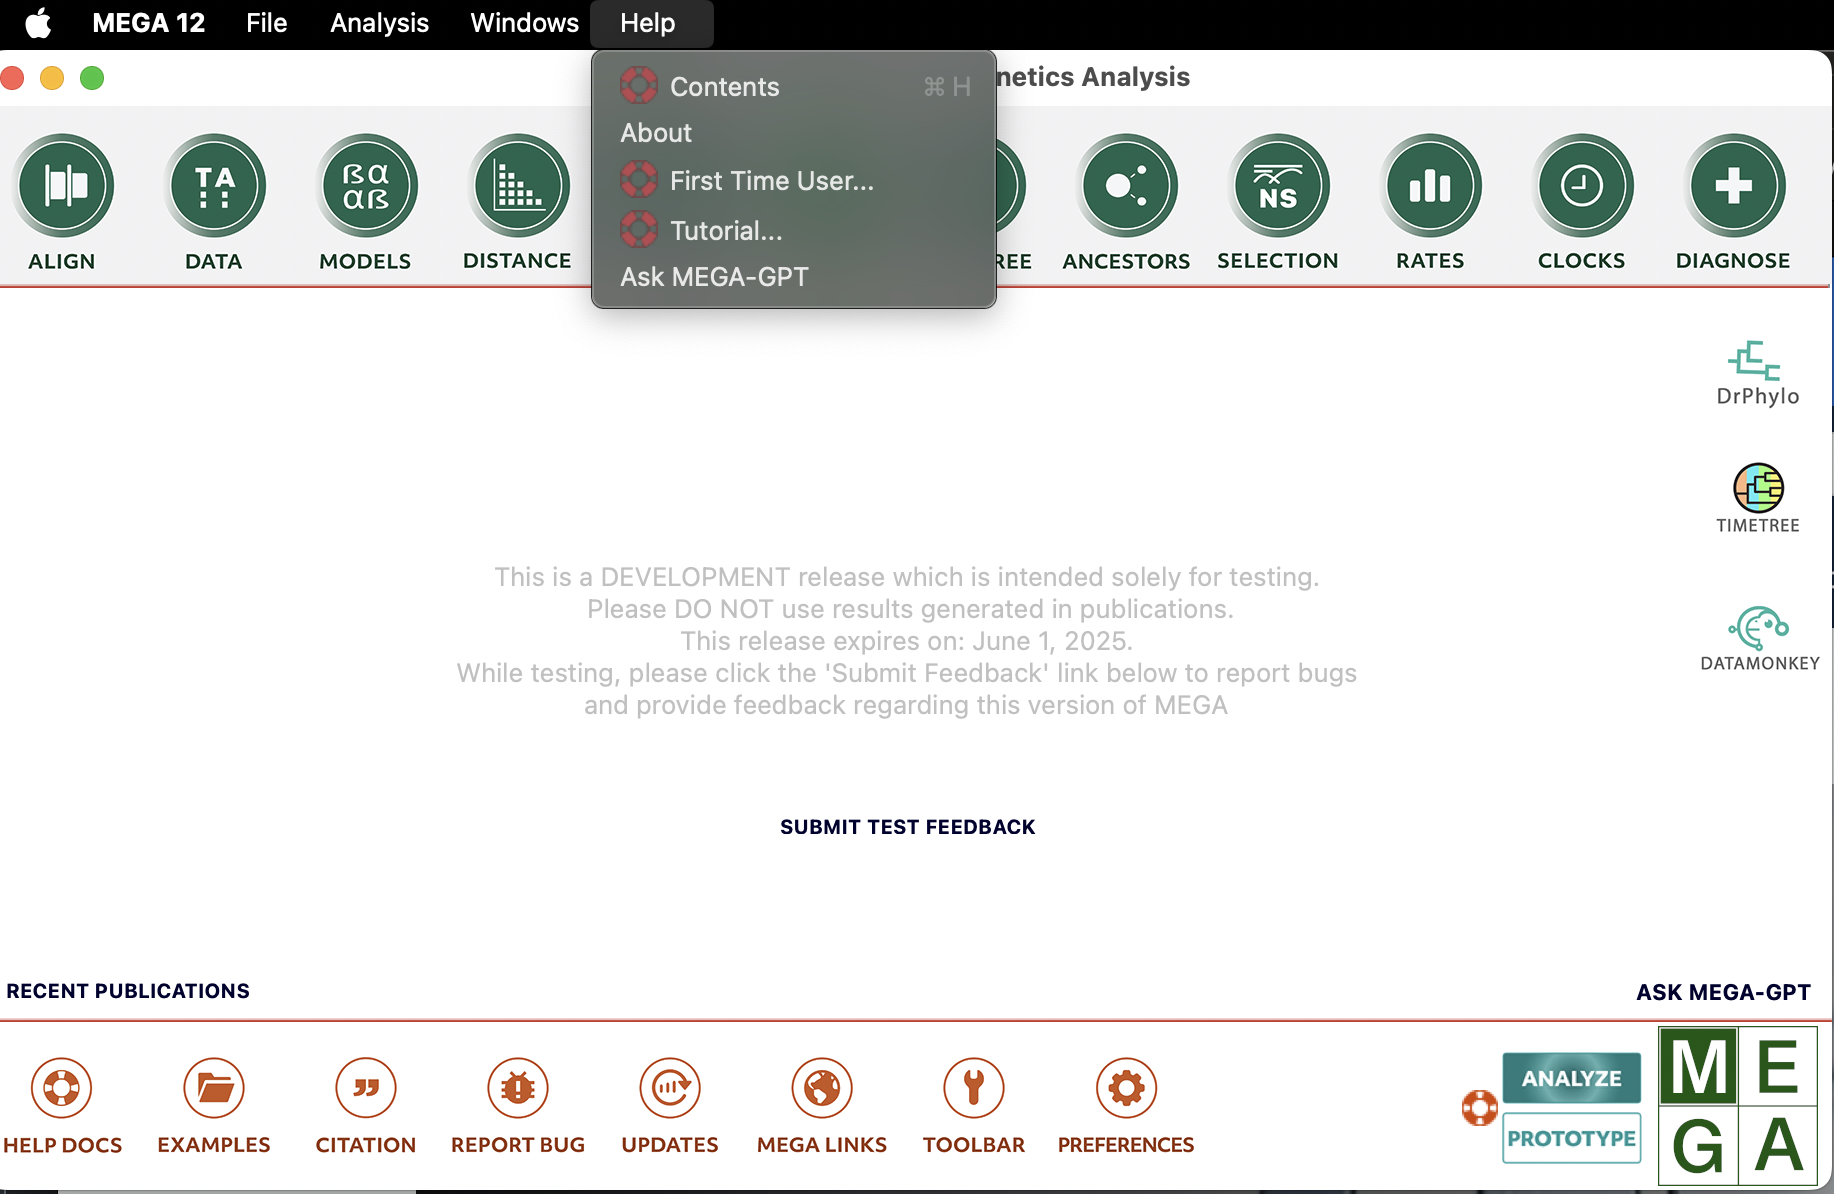 MEGA 12 File Analysis Windows Help
netics Analysis
Contents ⌘ H
About
First Time User...
Tutorial...
Ask MEGA-GPT
TA
ßα
αß
NS
ALIGN DATA MODELS DISTANCE REE ANCESTORS SELECTION RATES CLOCKS DIAGNOSE
DrPhylo
TIMETREE
DATAMONKEY
This is a DEVELOPMENT release which is intended solely for testing.
Please DO NOT use results generated in publications.
This release expires on: June 1, 2025.
While testing, please click the 'Submit Feedback' link below to report bugs
and provide feedback regarding this version of MEGA
SUBMIT TEST FEEDBACK
RECENT PUBLICATIONS ASK MEGA-GPT
HELP DOCS EXAMPLES CITATION REPORT BUG UPDATES MEGA LINKS TOOLBAR PREFERENCES
ANALYZE
PROTOTYPE
M E
G A